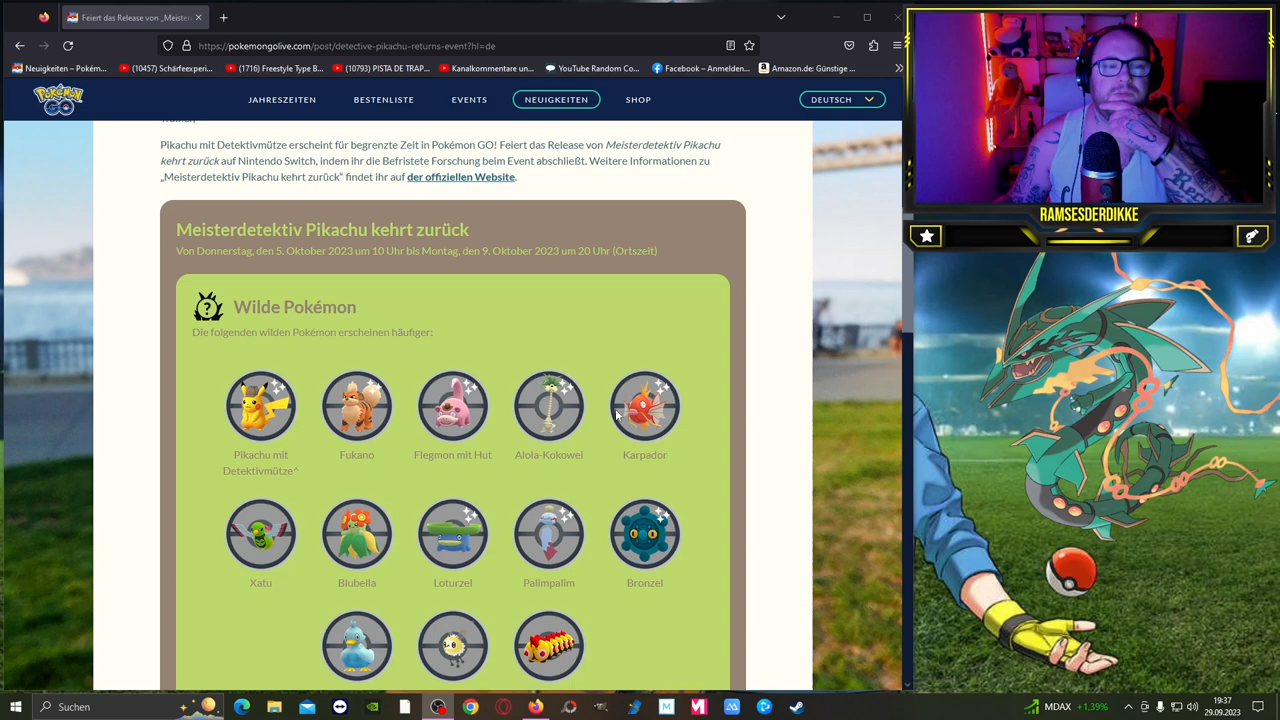 Feiert das Release von „Meister
https://pokemongolive.com/post/detective-pikachu-returns-event?hl=de
Neuigkeiten – Pokém...
(10457) Schärfeexperi...
(1716) Freestyle Type B...
(10793) PISTA DE TRAP...
Kanalkommentare un...
YouTube Random Co...
Facebook – Anmelden...
Amazon.de: Günstige ...
Pokémon GO
JAHRESZEITEN
BESTENLISTE
EVENTS
NEUIGKEITEN
SHOP
DEUTSCH
Trainer,
Pikachu mit Detektivmütze erscheint für begrenzte Zeit in Pokémon GO! Feiert das Release von Meisterdetektiv Pikachu
kehrt zurück auf Nintendo Switch, indem ihr die Befristete Forschung beim Event abschließt. Weitere Informationen zu
„Meisterdetektiv Pikachu kehrt zurück“ findet ihr auf der offiziellen Website.
Meisterdetektiv Pikachu kehrt zurück
Von Donnerstag, den 5. Oktober 2023 um 10 Uhr bis Montag, den 9. Oktober 2023 um 20 Uhr (Ortszeit)
Wilde Pokémon
Die folgenden wilden Pokémon erscheinen häufiger:
Pikachu mit
Detektivmütze^
Fukano
Flegmon mit Hut
Alola-Kokowei
Karpador
Xatu
Blubella
Loturzel
Palimpalim
Bronzel
RAMSESDERDIKKE
Suchen
MDAX +1,39%
19:37
29.09.2023